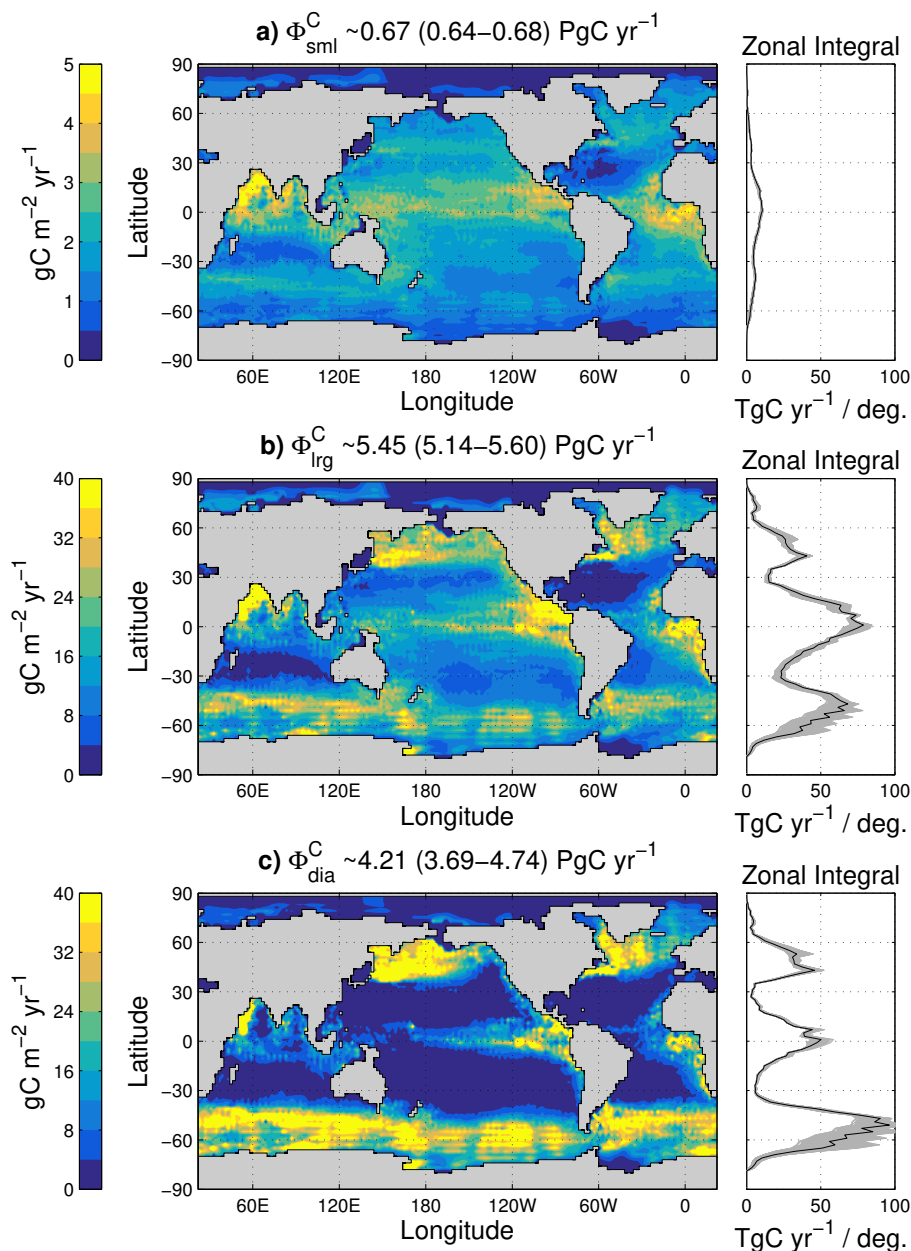 a) Φ^C_sml ~0.67 (0.64−0.68) PgC yr^−1
Zonal Integral
gC m^−2 yr^−1
5
4
3
2
1
0
Latitude
90
60
30
0
−30
−60
−90
60E 120E 180 120W 60W 0
Longitude
0 50 100
TgC yr^−1 / deg.
b) Φ^C_lrg ~5.45 (5.14−5.60) PgC yr^−1
Zonal Integral
gC m^−2 yr^−1
40
32
24
16
8
0
Latitude
90
60
30
0
−30
−60
−90
60E 120E 180 120W 60W 0
Longitude
0 50 100
TgC yr^−1 / deg.
c) Φ^C_dia ~4.21 (3.69−4.74) PgC yr^−1
Zonal Integral
gC m^−2 yr^−1
40
32
24
16
8
0
Latitude
90
60
30
0
−30
−60
−90
60E 120E 180 120W 60W 0
Longitude
0 50 100
TgC yr^−1 / deg.